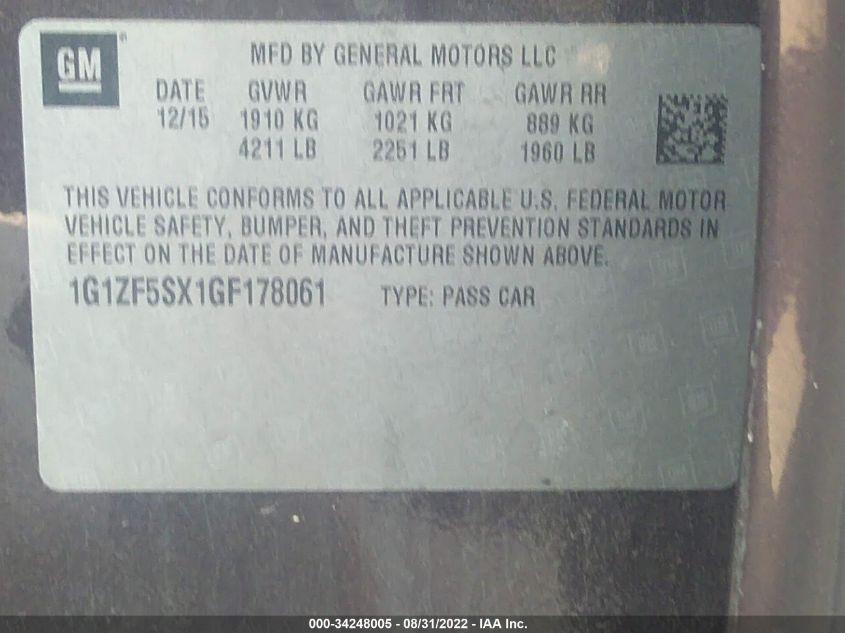 GM
MFD BY GENERAL MOTORS LLC
DATE GVWR GAWR FRT GAWR RR
12/15 1910 KG 1021 KG 889 KG
4211 LB 2251 LB 1960 LB
THIS VEHICLE CONFORMS TO ALL APPLICABLE U.S. FEDERAL MOTOR
VEHICLE SAFETY, BUMPER, AND THEFT PREVENTION STANDARDS IN
EFFECT ON THE DATE OF MANUFACTURE SHOWN ABOVE.
1G1ZF5SX1GF178061 TYPE: PASS CAR
000-34248005 - 08/31/2022 - IAA Inc.